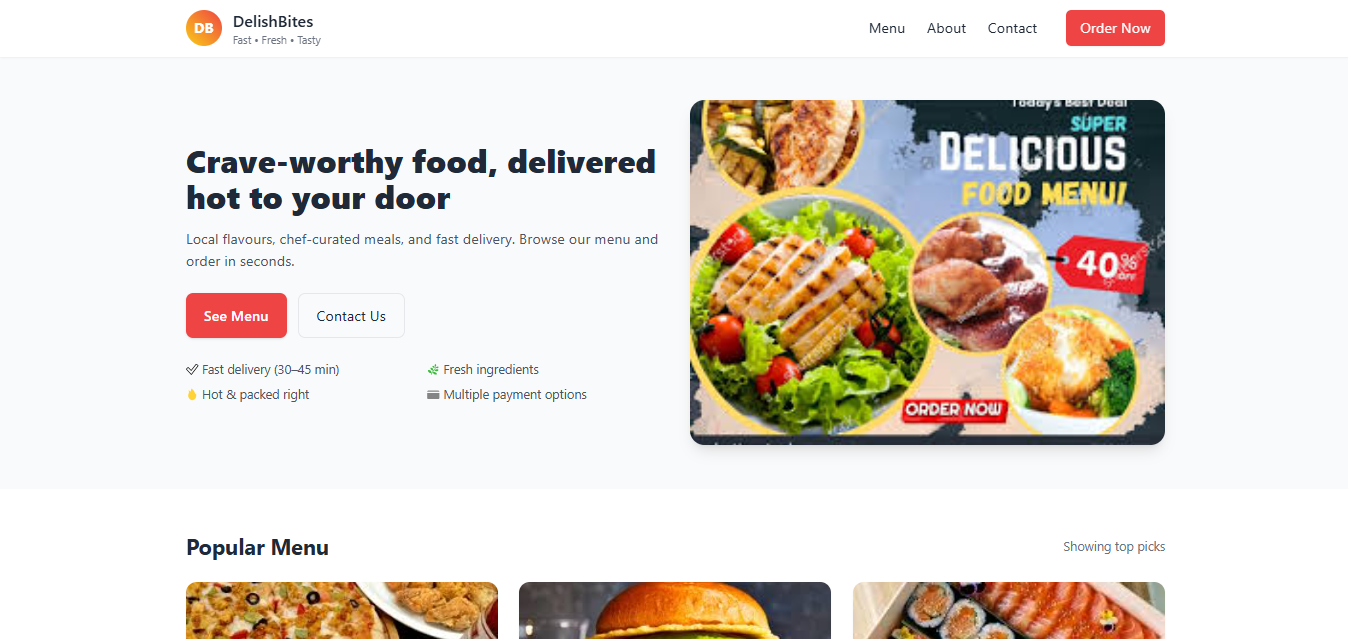 DB
DelishBites
Fast • Fresh • Tasty
Menu
About
Contact
Order Now
Crave-worthy food, delivered
hot to your door
Local flavours, chef-curated meals, and fast delivery. Browse our menu and
order in seconds.
See Menu
Contact Us
Fast delivery (30–45 min)
Fresh ingredients
Hot & packed right
Multiple payment options
Today's Best Deal
SUPER
DELICIOUS
FOOD MENU!
40% OFF
ORDER NOW
Popular Menu
Showing top picks